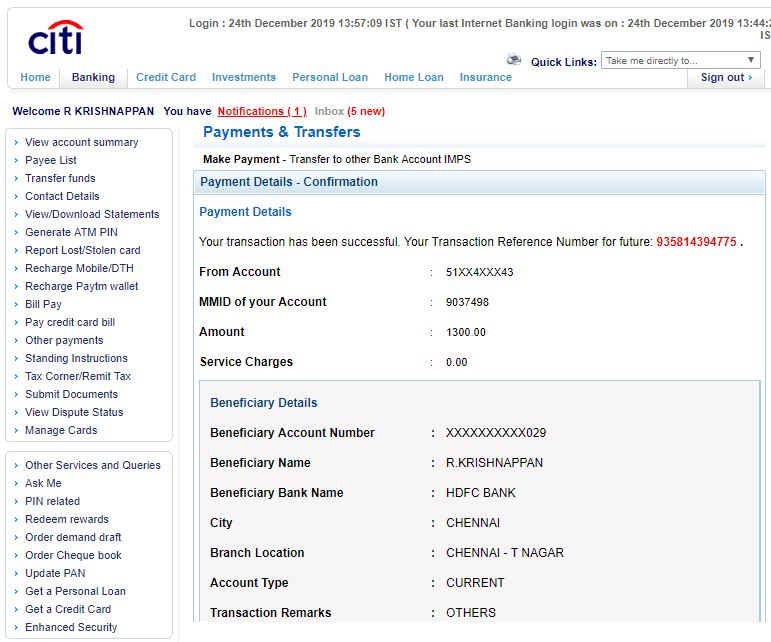 citi
Login : 24th December 2019 13:57:09 IST ( Your last Internet Banking login was on : 24th December 2019 13:44:
IS
Quick Links: Take me directly to...
Home Banking Credit Card Investments Personal Loan Home Loan Insurance Sign out ›
Welcome R KRISHNAPPAN You have Notifications ( 1 ) Inbox (5 new)
View account summary
Payee List
Transfer funds
Contact Details
View/Download Statements
Generate ATM PIN
Report Lost/Stolen card
Recharge Mobile/DTH
Recharge Paytm wallet
Bill Pay
Pay credit card bill
Other payments
Standing Instructions
Tax Corner/Remit Tax
Submit Documents
View Dispute Status
Manage Cards
Other Services and Queries
Ask Me
PIN related
Redeem rewards
Order demand draft
Order Cheque book
Update PAN
Get a Personal Loan
Get a Credit Card
Enhanced Security
Payments & Transfers
Make Payment - Transfer to other Bank Account IMPS
Payment Details - Confirmation
Payment Details
Your transaction has been successful. Your Transaction Reference Number for future: 935814394775 .
From Account : 51XX4XXX43
MMID of your Account : 9037498
Amount : 1300.00
Service Charges : 0.00
Beneficiary Details
Beneficiary Account Number : XXXXXXXXXX029
Beneficiary Name : R.KRISHNAPPAN
Beneficiary Bank Name : HDFC BANK
City : CHENNAI
Branch Location : CHENNAI - T NAGAR
Account Type : CURRENT
Transaction Remarks : OTHERS